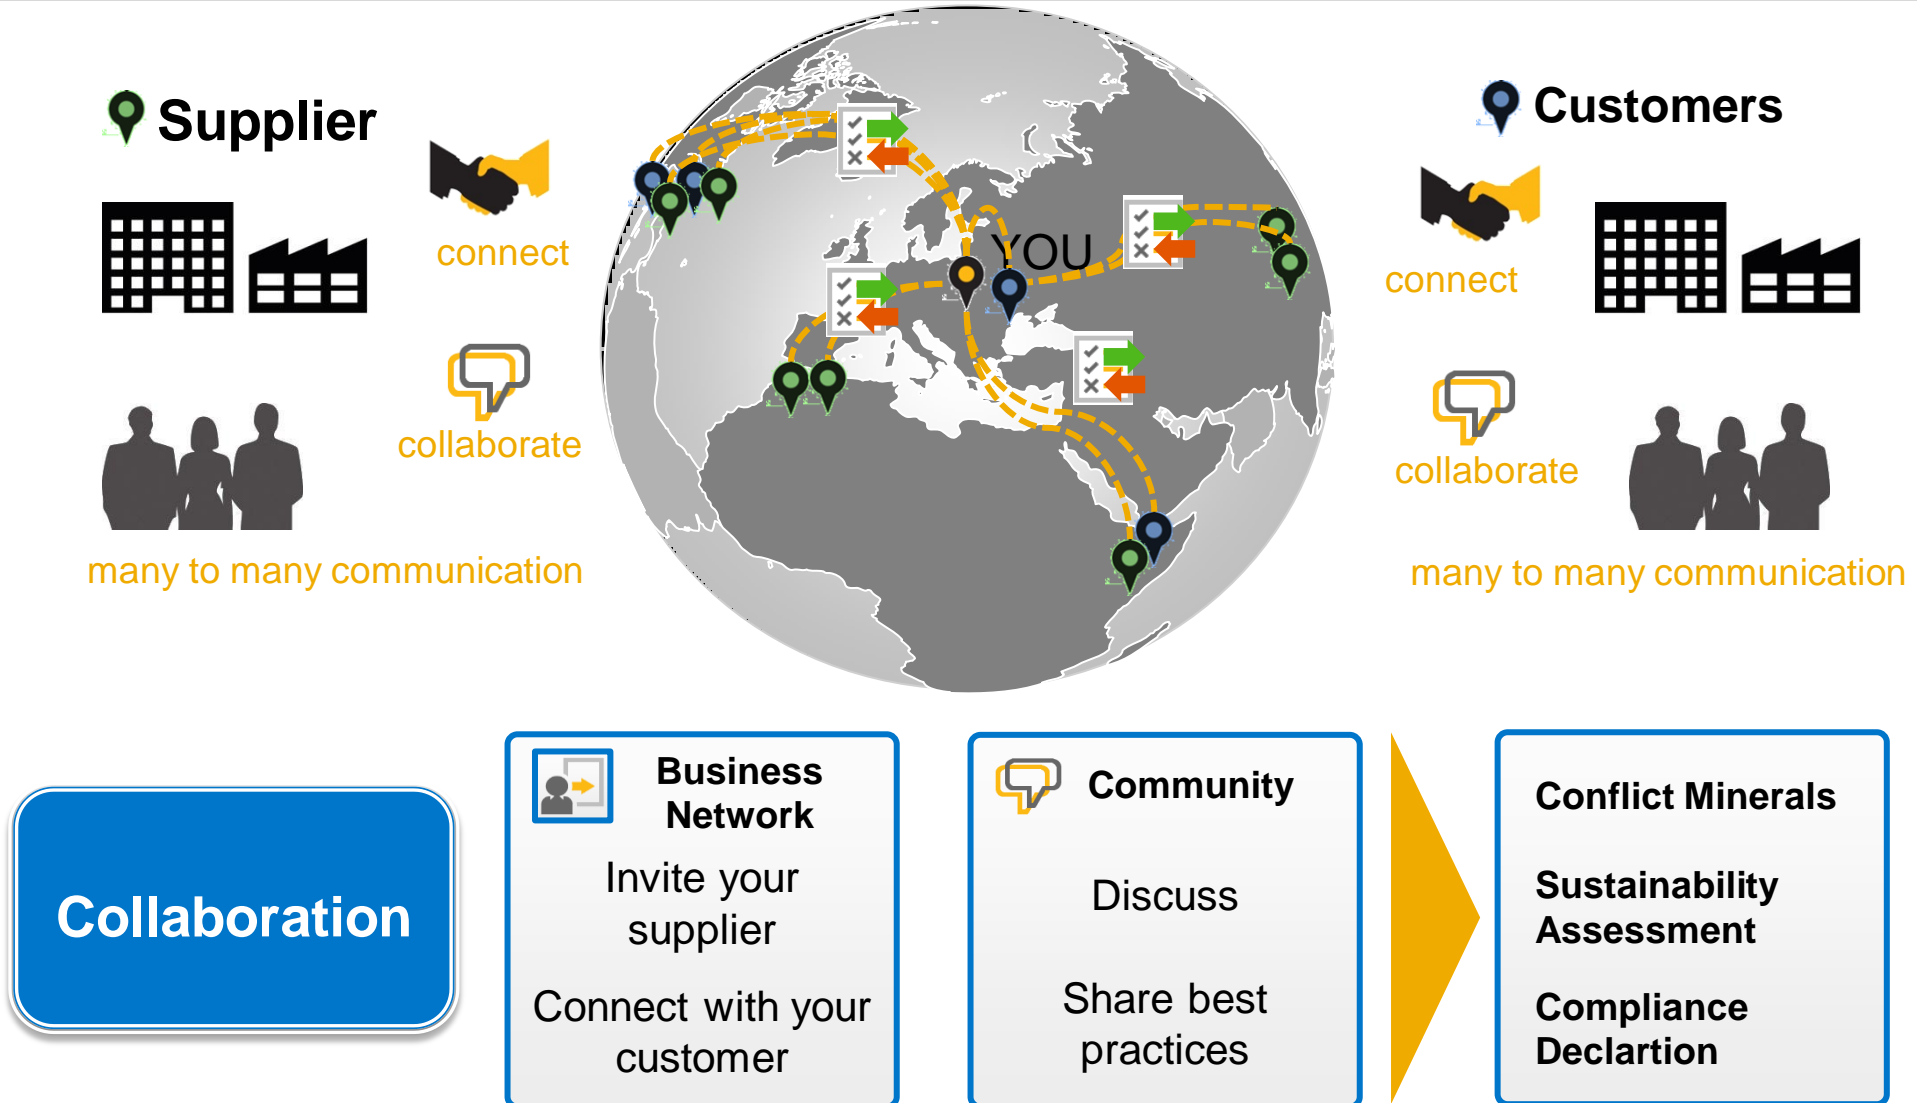 Supplier
connect
collaborate
many to many communication
YOU
Customers
connect
collaborate
many to many communication
Collaboration
Business
Network
Invite your
supplier
Connect with your
customer
Community
Discuss
Share best
practices
Conflict Minerals
Sustainability
Assessment
Compliance
Declartion